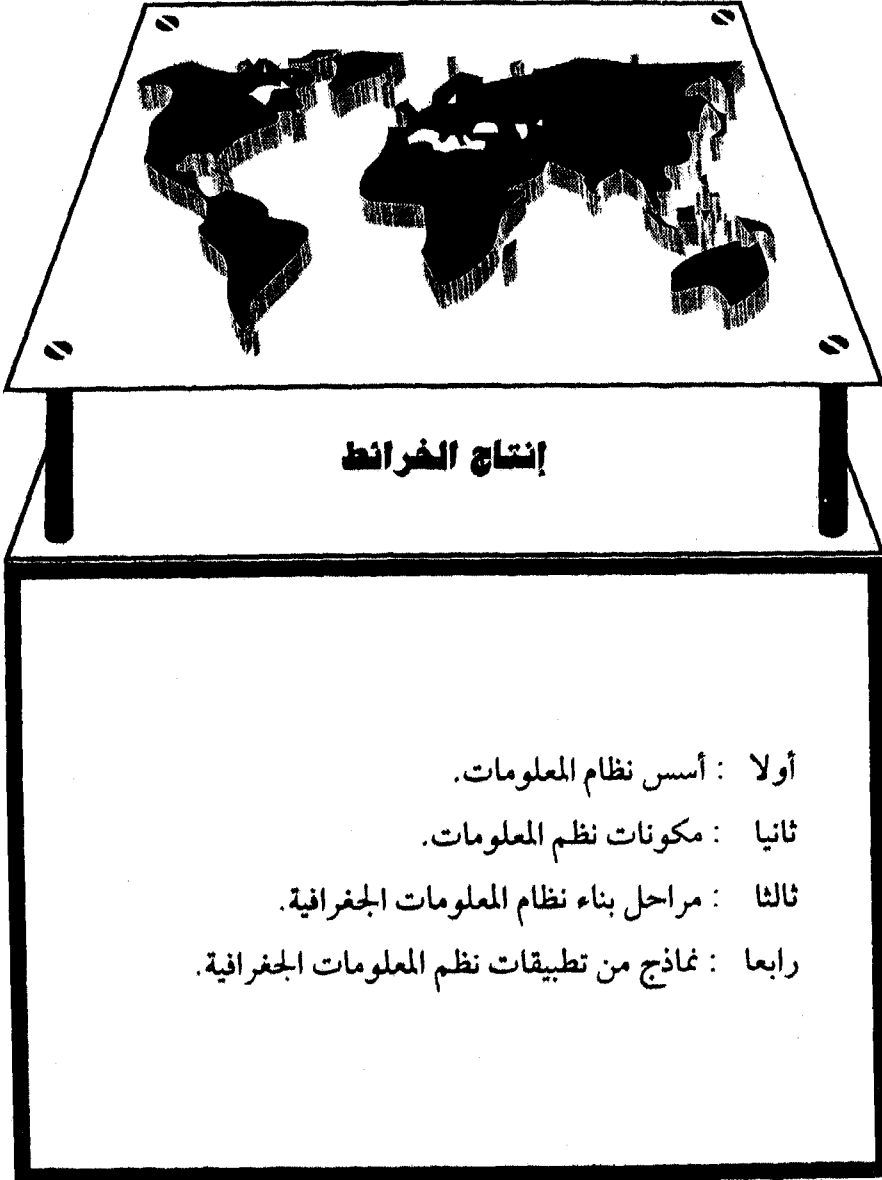 إنتاج الخرائط
أولا : أسس نظام المعلومات.
ثانيا : مكونات نظم المعلومات.
ثالثا : مراحل بناء نظام المعلومات الجغرافية.
رابعا : نماذج من تطبيقات نظم المعلومات الجغرافية.